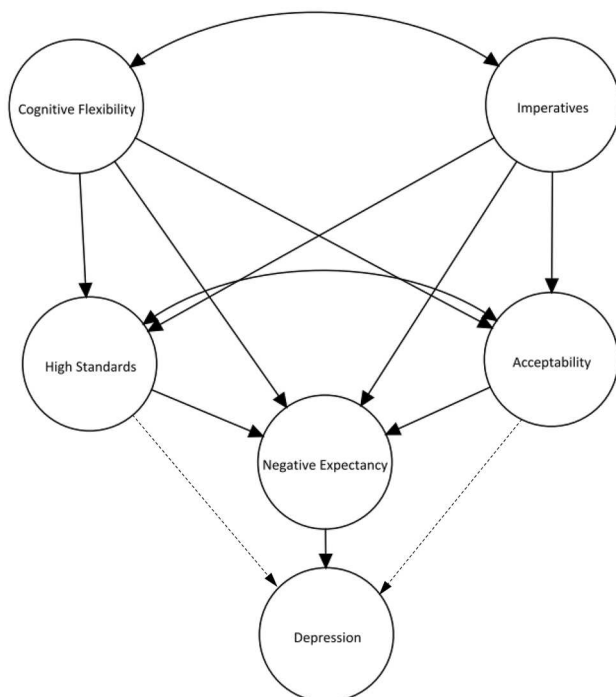 Cognitive Flexibility
Imperatives
High Standards
Acceptability
Negative Expectancy
Depression